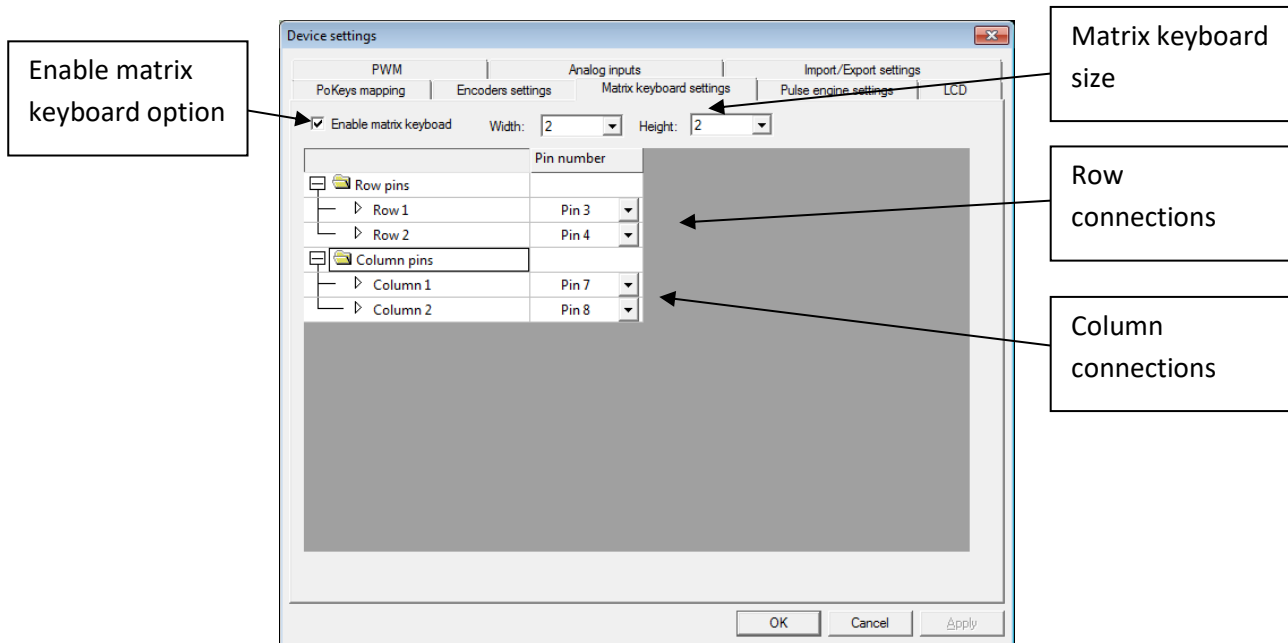 Device settings
Enable matrix
keyboard option
Matrix keyboard
size
PWM Analog inputs Import/Export settings
PoKeys mapping Encoders settings Matrix keyboard settings Pulse engine settings LCD
Enable matrix keyboad Width: 2 Height: 2
Pin number
Row pins
Row 1 Pin 3
Row 2 Pin 4
Column pins
Column 1 Pin 7
Column 2 Pin 8
Row
connections
Column
connections
OK Cancel Apply